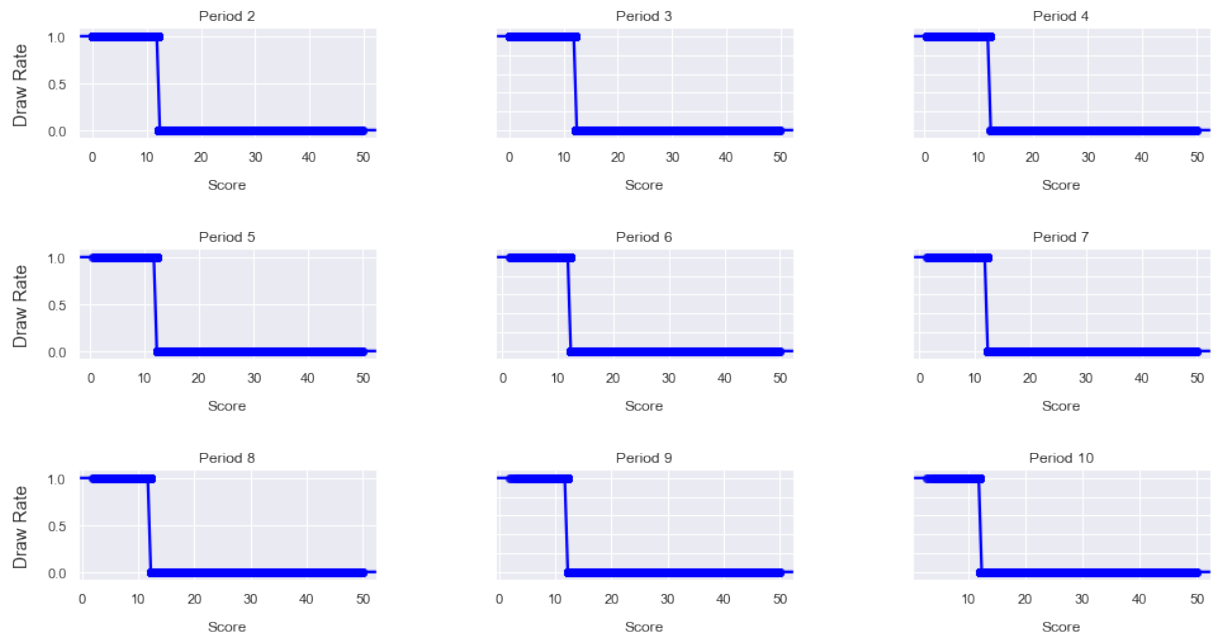 Period 2
Period 3
Period 4
Draw Rate
1.0
0.5
0.0
0 10 20 30 40 50
0 10 20 30 40 50
0 10 20 30 40 50
Score
Score
Score
Period 5
Period 6
Period 7
Draw Rate
1.0
0.5
0.0
0 10 20 30 40 50
0 10 20 30 40 50
0 10 20 30 40 50
Score
Score
Score
Period 8
Period 9
Period 10
Draw Rate
1.0
0.5
0.0
0 10 20 30 40 50
0 10 20 30 40 50
10 20 30 40 50
Score
Score
Score